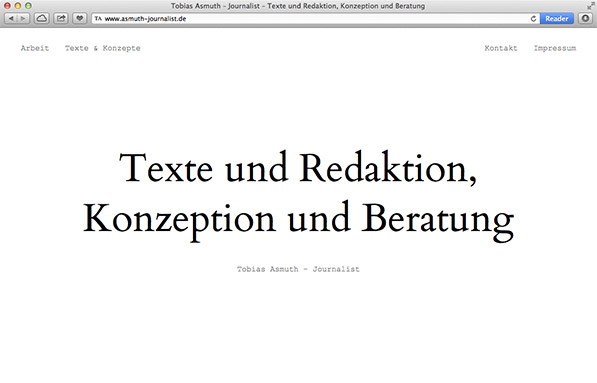 Tobias Asmuth – Journalist – Texte und Redaktion, Konzeption und Beratung
TA www.asmuth-journalist.de Reader
Arbeit Texte & Konzepte Kontakt Impressum
Texte und Redaktion,
Konzeption und Beratung
Tobias Asmuth – Journalist